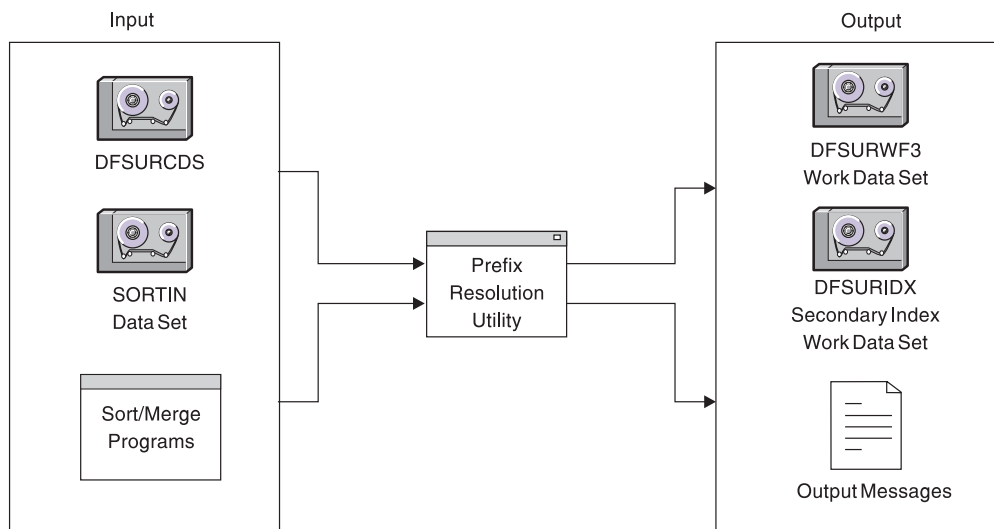 Input
DFSURCDS
SORTIN
Data Set
Sort/Merge
Programs
Prefix
Resolution
Utility
Output
DFSURWF3
Work Data Set
DFSURIDX
Secondary Index
Work Data Set
Output Messages